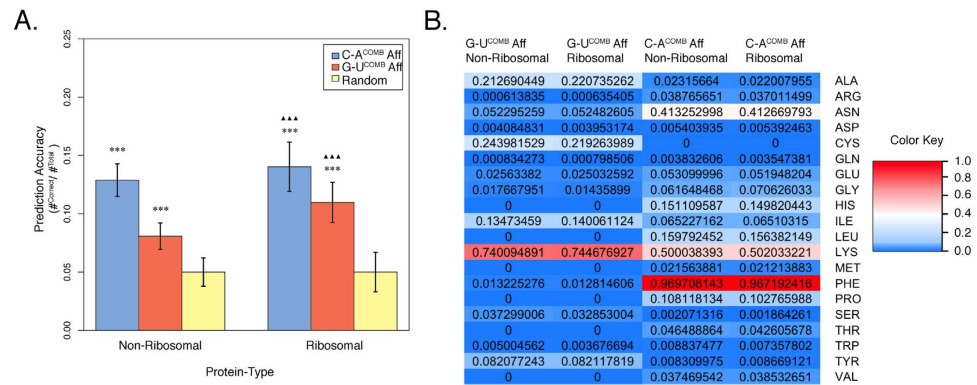 A.
0.25
0.20
0.15
0.10
0.05
0.00
Prediction Accuracy
(#Correct/ #Total)
C-A^COMB Aff
G-U^COMB Aff
Random
***
***
▲▲▲
***
▲▲▲
***
Non-Ribosomal Ribosomal
Protein-Type
B.
G-U^COMB Aff G-U^COMB Aff C-A^COMB Aff C-A^COMB Aff
Non-Ribosomal Ribosomal Non-Ribosomal Ribosomal
0.212690449 0.220735262 0.02315664 0.022007955 ALA
0.000613835 0.000635405 0.038765651 0.037011499 ARG
0.052295259 0.052482605 0.413252998 0.412669793 ASN
0.004084831 0.003953174 0.005403935 0.005392463 ASP
0.243981529 0.219263989 0 0 CYS
0.000834273 0.000798506 0.003832606 0.003547381 GLN
0.02563382 0.025032592 0.053099996 0.051948204 GLU
0.017667951 0.01435899 0.061648468 0.070626033 GLY
0 0 0.151109587 0.149820443 HIS
0.13473459 0.140061124 0.065227162 0.06510315 ILE
0 0 0.159792452 0.156382149 LEU
0.740094891 0.744676927 0.500038393 0.502033221 LYS
0 0 0.021563881 0.021213883 MET
0.013225276 0.012814606 0.969708143 0.967192416 PHE
0 0 0.108118134 0.102765988 PRO
0.037299006 0.032853004 0.002071316 0.001864261 SER
0 0 0.046488864 0.042605678 THR
0.005004562 0.003676694 0.008837477 0.007357802 TRP
0.082077243 0.082117819 0.008309975 0.008669121 TYR
0 0 0.037469542 0.038532651 VAL
Color Key
1.0
0.8
0.6
0.4
0.2
0.0